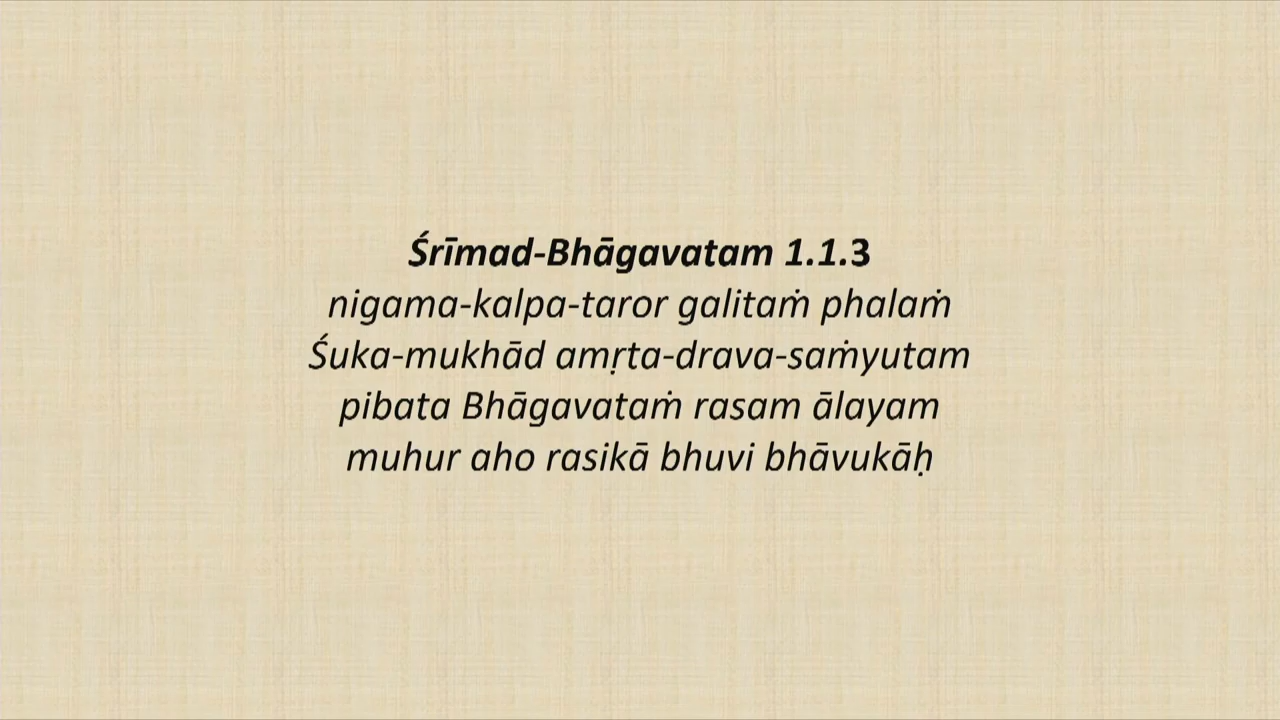 Śrīmad-Bhāgavatam 1.1.3
nigama-kalpa-taror galitaṁ phalaṁ
Śuka-mukhād amṛta-drava-saṁyutam
pibata Bhāgavataṁ rasam ālayam
muhur aho rasikā bhuvi bhāvukāḥ